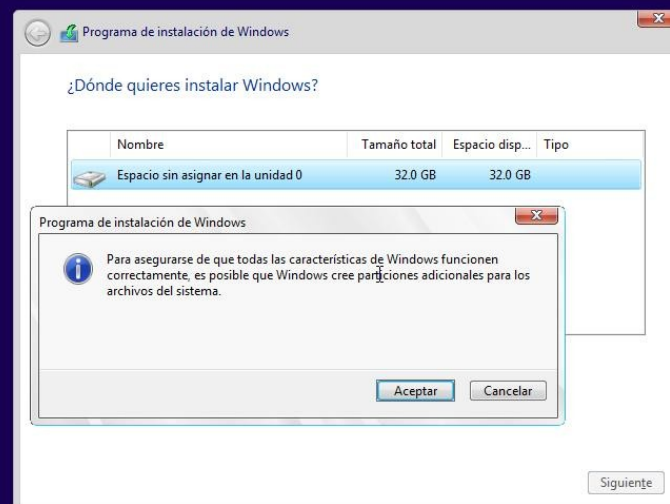 Programa de instalación de Windows
¿Dónde quieres instalar Windows?
Nombre Tamaño total Espacio disp... Tipo
Espacio sin asignar en la unidad 0 32.0 GB 32.0 GB
Programa de instalación de Windows
Para asegurarse de que todas las características de Windows funcionen
correctamente, es posible que Windows cree particiones adicionales para los
archivos del sistema.
Aceptar Cancelar
Siguiente